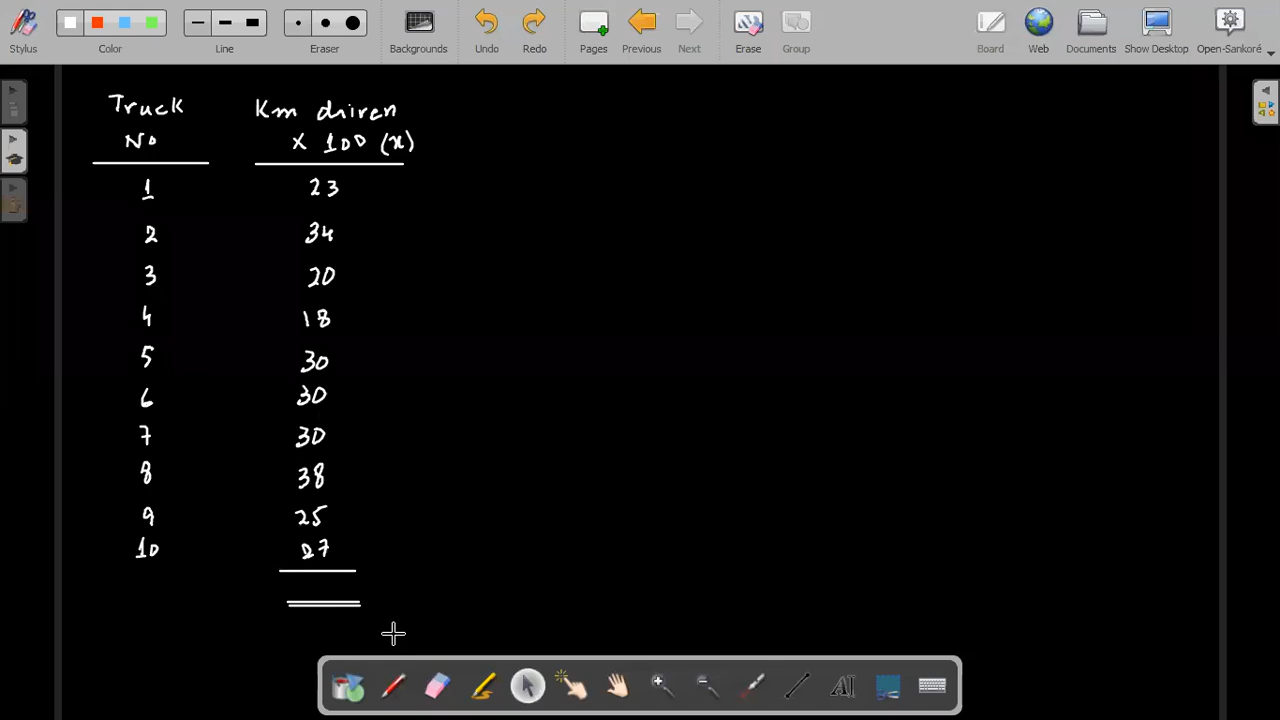 Stylus Color Line Eraser Backgrounds Undo Redo Pages Previous Next Erase Group Board Web Documents Show Desktop Open-Sankoré
Truck Km driven
No x 100 (x)
1 23
2 34
3 20
4 18
5 30
6 30
7 30
8 38
9 25
10 27
AI